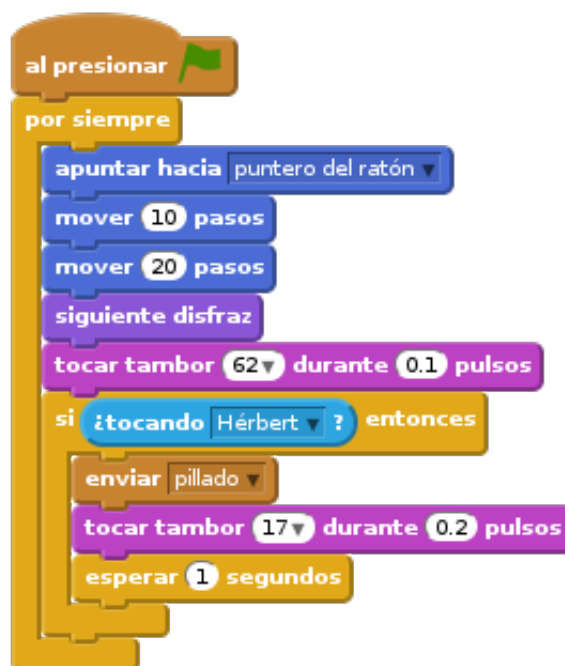 al presionar
por siempre
apuntar hacia puntero del ratón
mover 10 pasos
mover 20 pasos
siguiente disfraz
tocar tambor 62 durante 0.1 pulsos
si ¿tocando Hérbert ? entonces
enviar pillado
tocar tambor 17 durante 0.2 pulsos
esperar 1 segundos